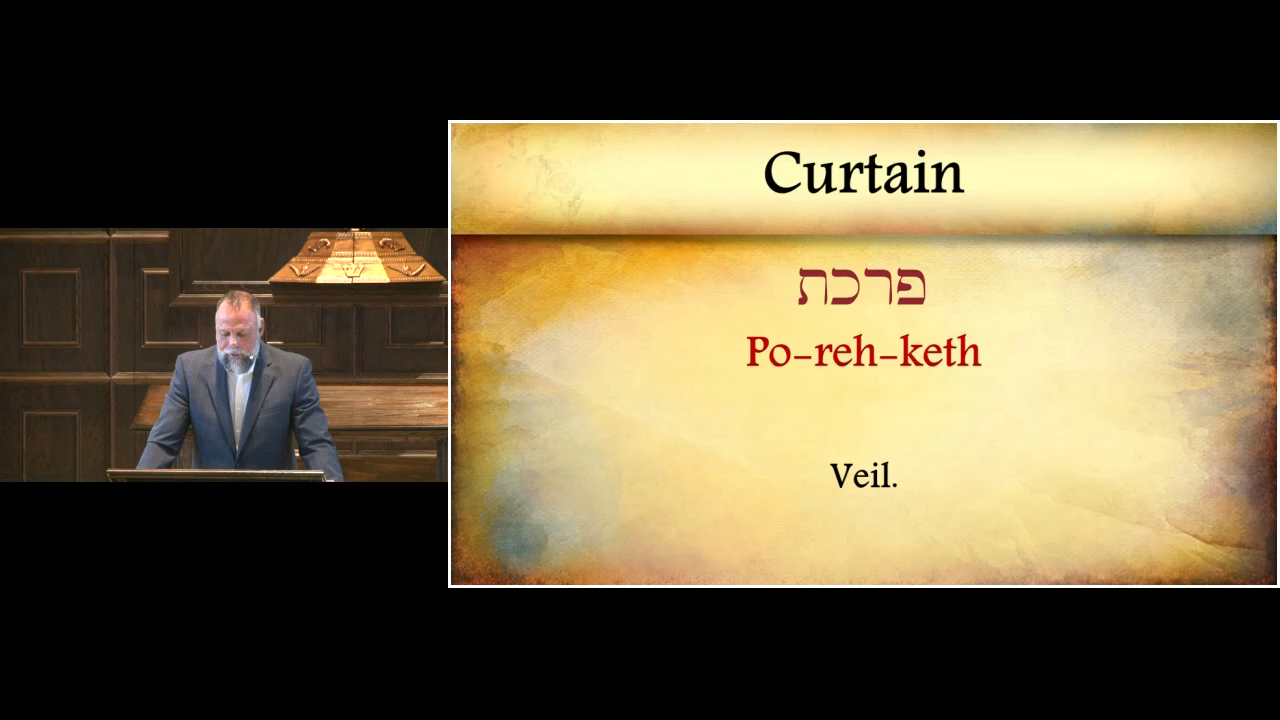 Curtain
פרכת
Po-reh-keth
Veil.